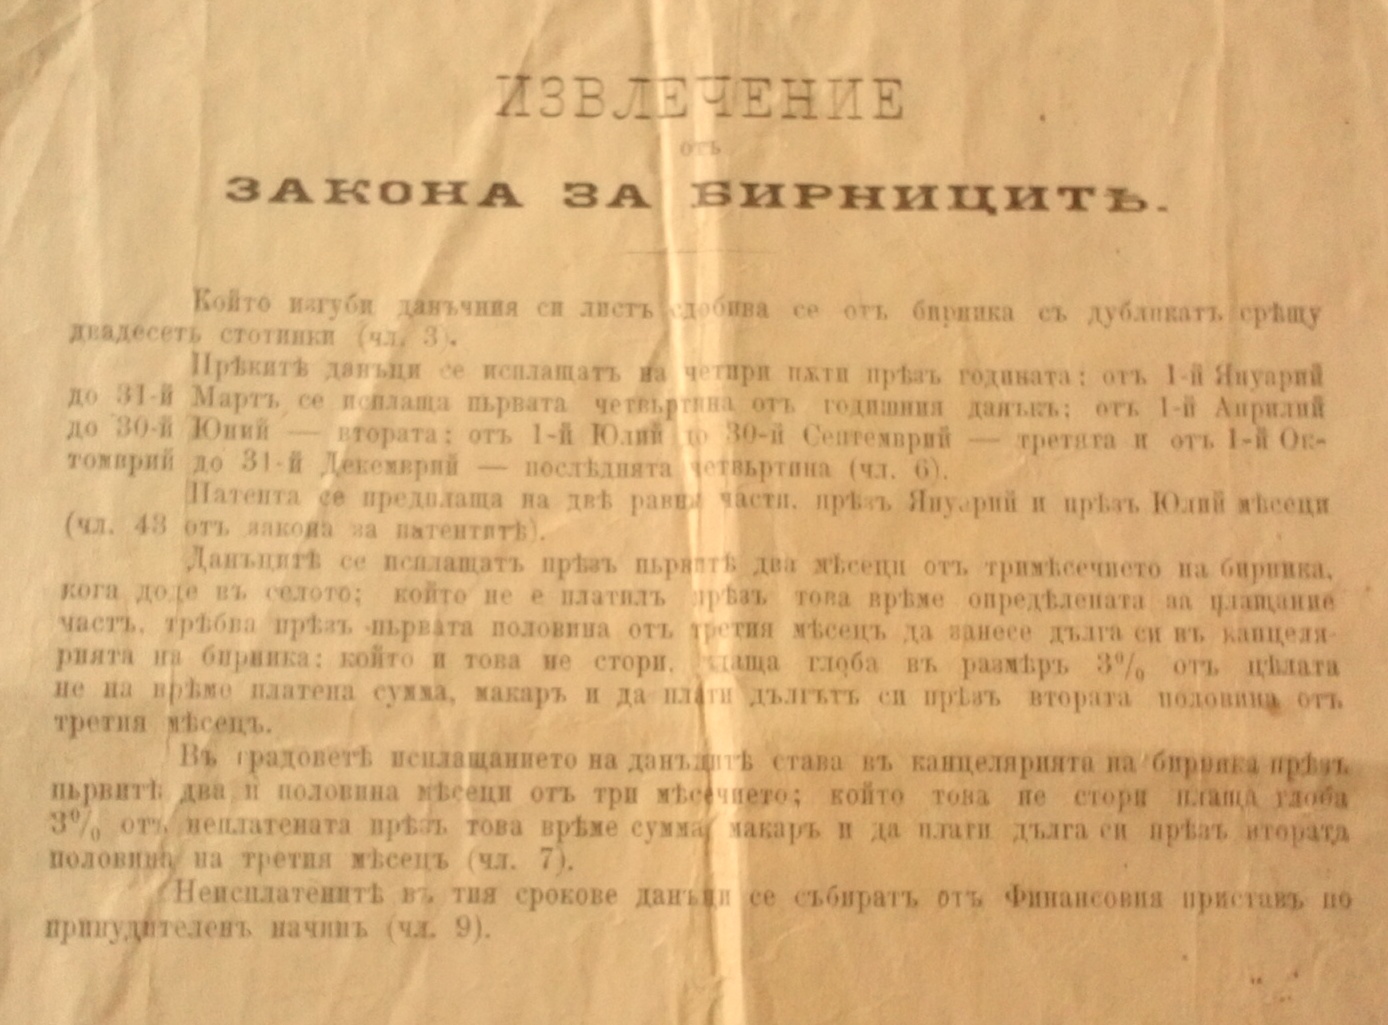 ИЗВЛЕЧЕНИЕ
отъ
ЗАКОНА ЗА БИРНИЦИТѢ.
Който изгуби данъчния си листъ сдобива се отъ бирника съ дубликатъ срѣщу
двадесеть стотинки (чл. 3).
Прѣкитѣ данъци се исплащатъ на четири пѫти прѣзъ годината: отъ 1-й Януарий
до 31-й Мартъ се исплаща първата четвъртина отъ годишния данъкъ; отъ 1-й Априлий
до 30-й Юний — втората; отъ 1-й Юлий до 30-й Септемврий — третята и отъ 1-й Ок-
томврий до 31-й Декемврий — послѣднята четвъртина (чл. 6).
Патента се предплаща на двѣ равни части, прѣзъ Януарий и прѣзъ Юлий мѣсеци
(чл. 43 отъ закона за патентитѣ).
Данъцитѣ се исплащатъ прѣзъ първитѣ два мѣсеци отъ тримѣсечието на бирника,
кога доде въ селото; който не е платилъ прѣзъ това врѣме опредѣлената за плащание
часть, трѣбва прѣзъ първата половина отъ третия мѣсецъ да занесе дълга си въ канцеля-
рията на бирника; който и това не стори, плаща глоба въ размѣръ 3% отъ цѣлата
не на врѣме платена сумма, макаръ и да плати дългътъ си прѣзъ втората половина отъ
третия мѣсецъ.
Въ градоветѣ исплащанието на данъцитѣ става въ канцелярията на бирника прѣзъ
първитѣ два и половина мѣсеци отъ три мѣсечието; който това не стори плаща глоба
3% отъ неплатената прѣзъ това врѣме сумма, макаръ и да плати дълга си прѣзъ втората
половина на третия мѣсецъ (чл. 7).
Неисплатенитѣ въ тия срокове данъци се събиратъ отъ Финансовия приставъ по
принудителенъ начинъ (чл. 9).